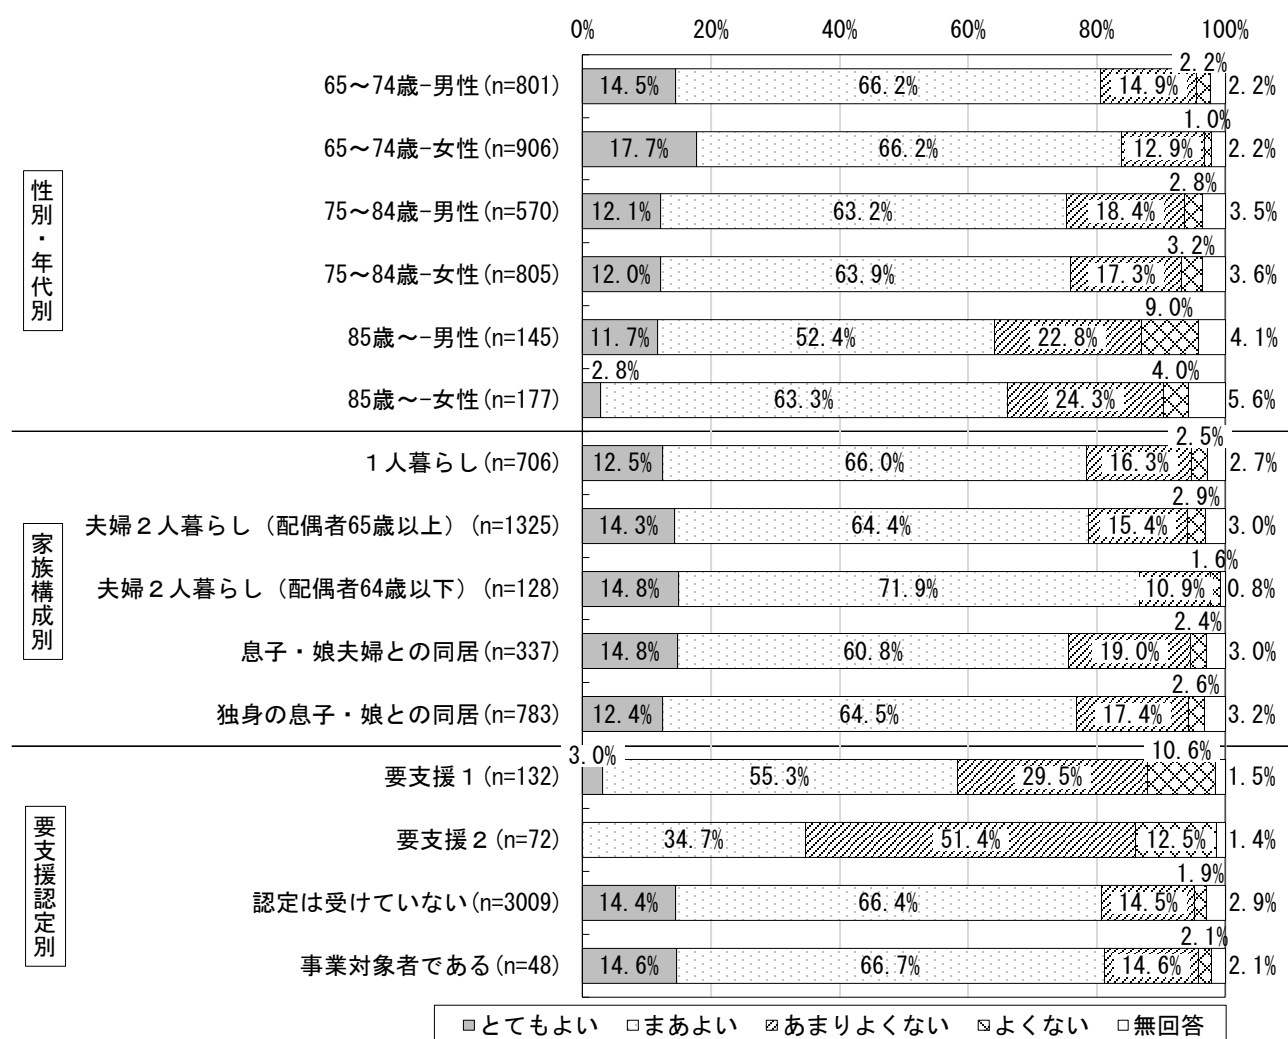 0% 20% 40% 60% 80% 100%
性別・年代別
65～74歳-男性(n=801) 14.5% 66.2% 14.9% 2.2% 2.2%
65～74歳-女性(n=906) 17.7% 66.2% 12.9% 1.0% 2.2%
75～84歳-男性(n=570) 12.1% 63.2% 18.4% 2.8% 3.5%
75～84歳-女性(n=805) 12.0% 63.9% 17.3% 3.2% 3.6%
85歳～-男性(n=145) 11.7% 52.4% 22.8% 9.0% 4.1%
85歳～-女性(n=177) 2.8% 63.3% 24.3% 4.0% 5.6%
家族構成別
１人暮らし(n=706) 12.5% 66.0% 16.3% 2.5% 2.7%
夫婦２人暮らし（配偶者65歳以上）(n=1325) 14.3% 64.4% 15.4% 2.9% 3.0%
夫婦２人暮らし（配偶者64歳以下）(n=128) 14.8% 71.9% 10.9% 1.6% 0.8%
息子・娘夫婦との同居(n=337) 14.8% 60.8% 19.0% 2.4% 3.0%
独身の息子・娘との同居(n=783) 12.4% 64.5% 17.4% 2.6% 3.2%
要支援認定別
要支援１(n=132) 3.0% 55.3% 29.5% 10.6% 1.5%
要支援２(n=72) 34.7% 51.4% 12.5% 1.4%
認定は受けていない(n=3009) 14.4% 66.4% 14.5% 1.9% 2.9%
事業対象者である(n=48) 14.6% 66.7% 14.6% 2.1% 2.1%
とてもよい まあよい あまりよくない よくない 無回答